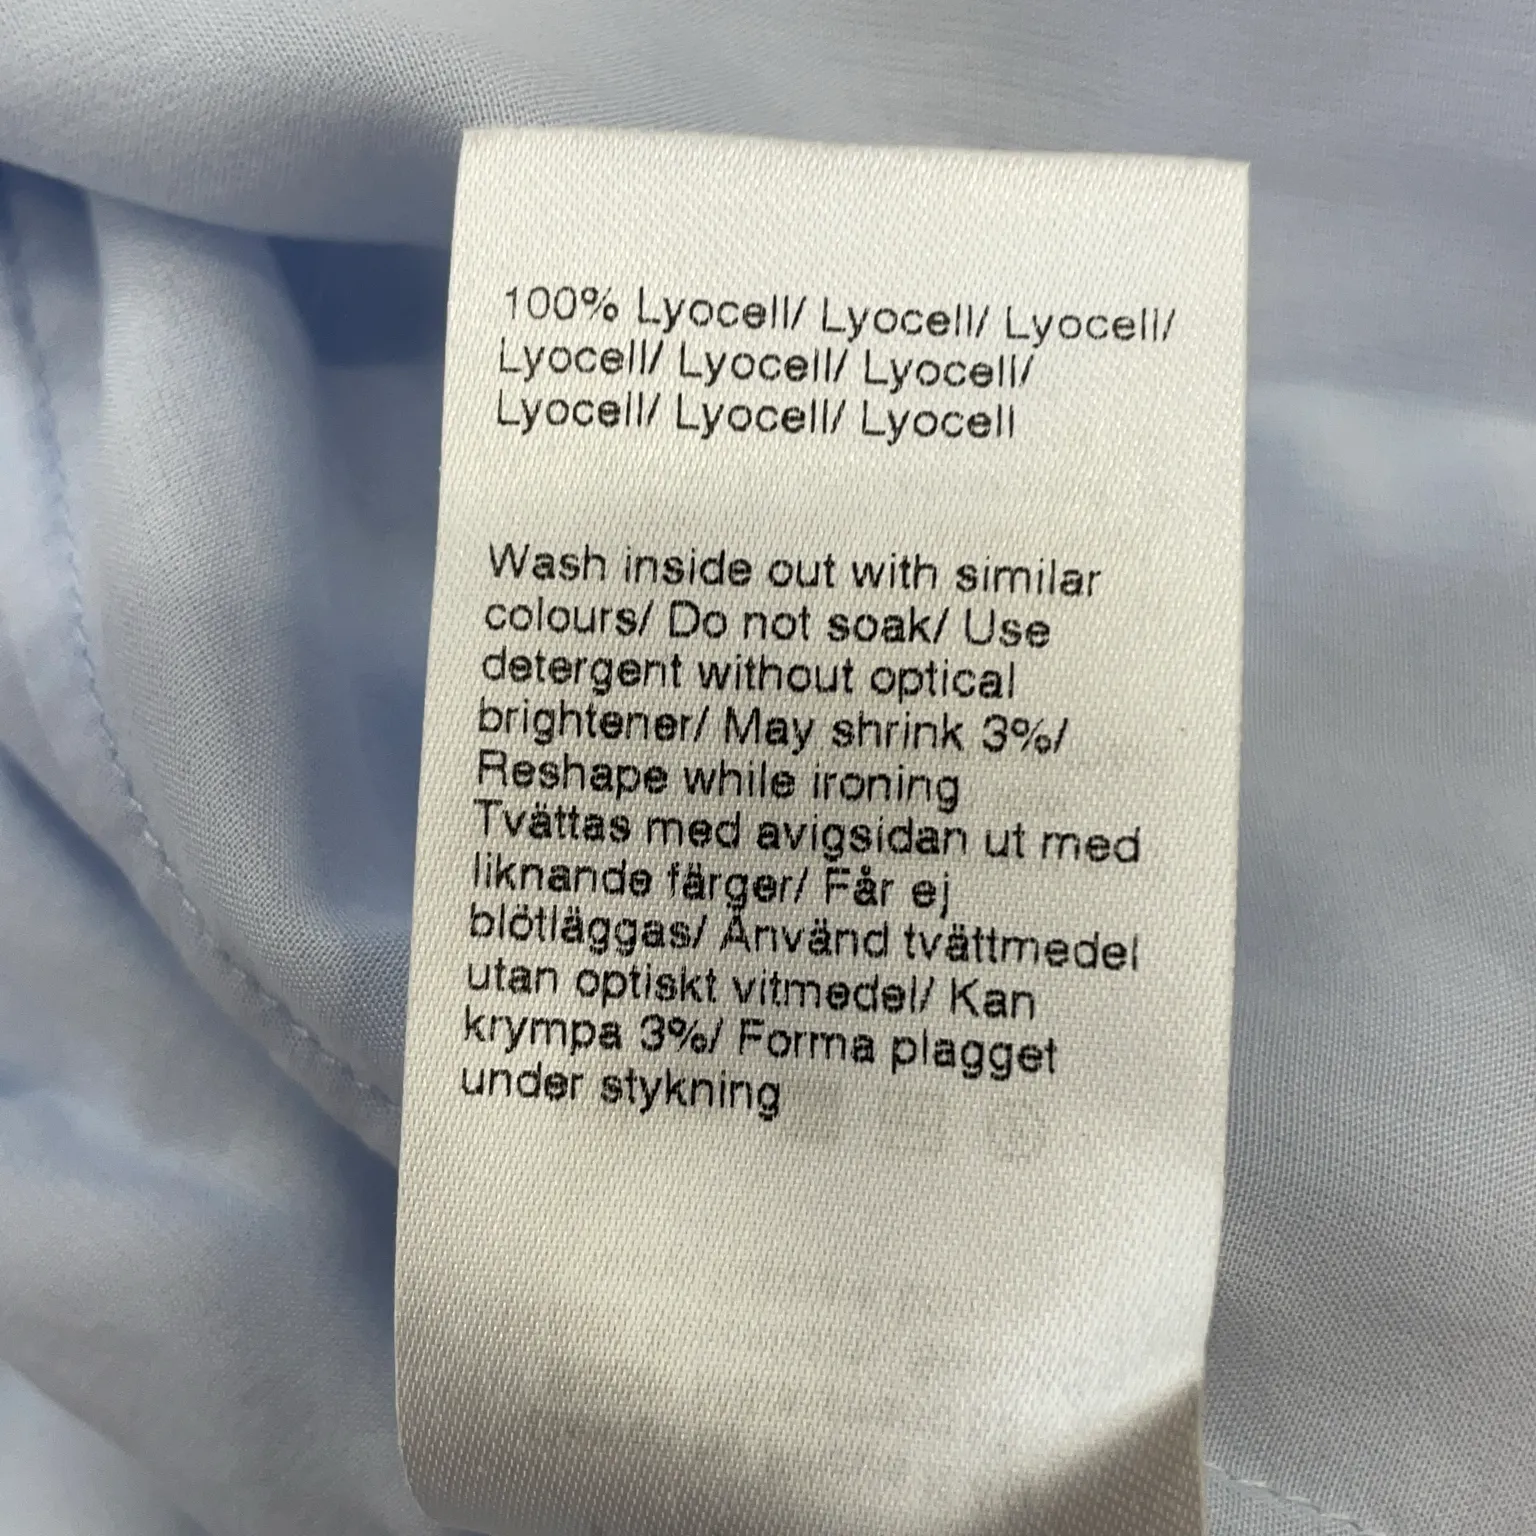 100% Lyocell/ Lyocell/ Lyocell/
Lyocell/ Lyocell/ Lyocell/
Lyocell/ Lyocell/ Lyocell
Wash inside out with similar
colours/ Do not soak/ Use
detergent without optical
brightener/ May shrink 3%/
Reshape while ironing
Tvättas med avigsidan ut med
liknande färger/ Får ej
blötläggas/ Använd tvättmedel
utan optiskt vitmedel/ Kan
krympa 3%/ Forma plagget
under stykning